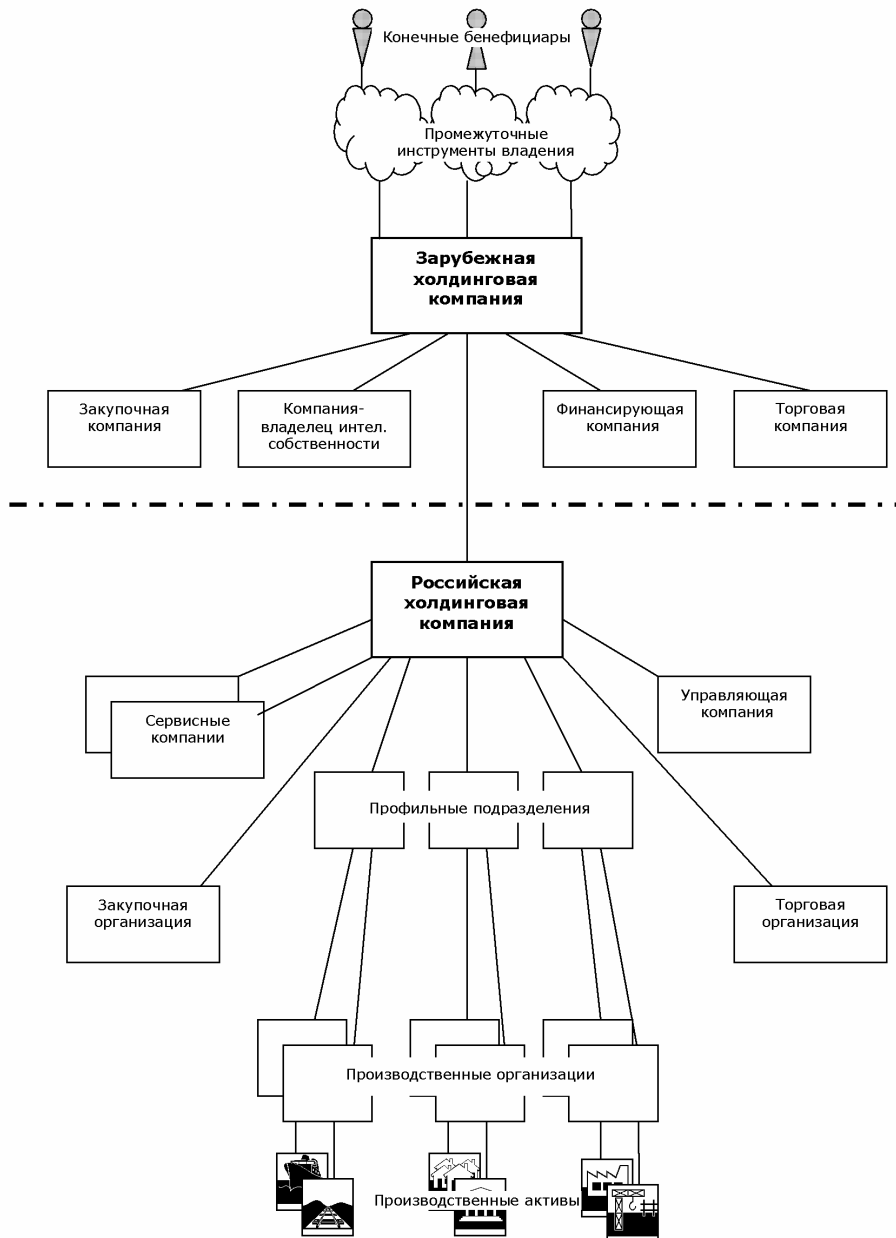 Конечные бенефициары
Промежуточные
инструменты владения
Зарубежная
холдинговая
компания
Закупочная
компания
Компания-
владелец интел.
собственности
Финансирующая
компания
Торговая
компания
Российская
холдинговая
компания
Сервисные
компании
Управляющая
компания
Профильные подразделения
Закупочная
организация
Торговая
организация
Производственные организации
Производственные активы